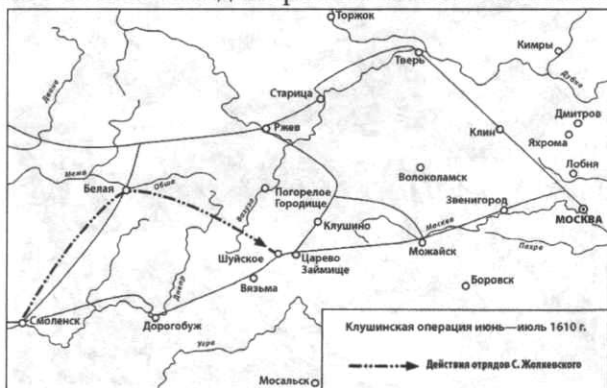 Торжок
Кимры
Тверь
Дубна
Двина
Старица
Дмитров
Ржев
Клин
Яхрома
Межа
Обша
Волоколамск
Лобня
Белая
Погорелое
Городище
Вазуза
Звенигород
Клушино
Москва
МОСКВА
Шуйское
Царево
Займище
Можайск
Пахра
Днепр
Вязьма
Боровск
Смоленск
Дорогобуж
Клушинская операция июнь—июль 1610 г.
Угра
Действия отрядов С. Жолкевского
Мосальск